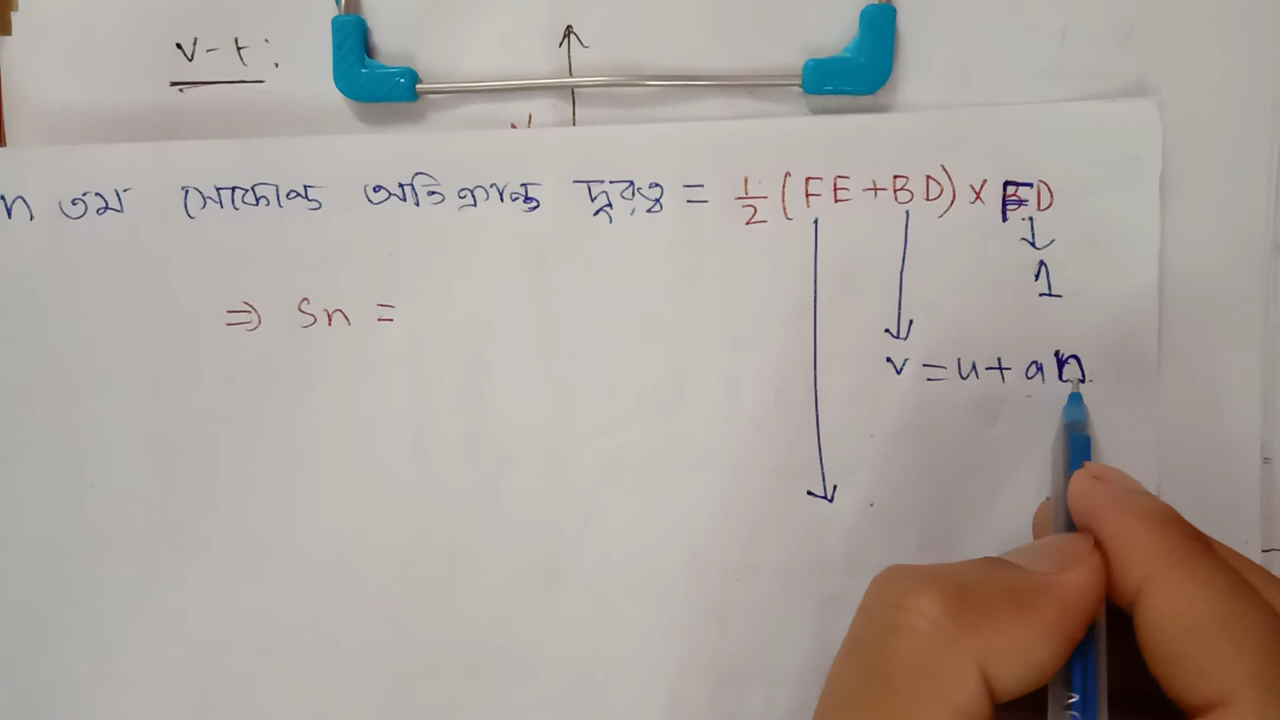 v-t:
n তম সেকেন্ডে অতিক্রান্ত দূরত্ব = 1/2 (FE + BD) × ED
1
⇒ Sn =
v = u + an